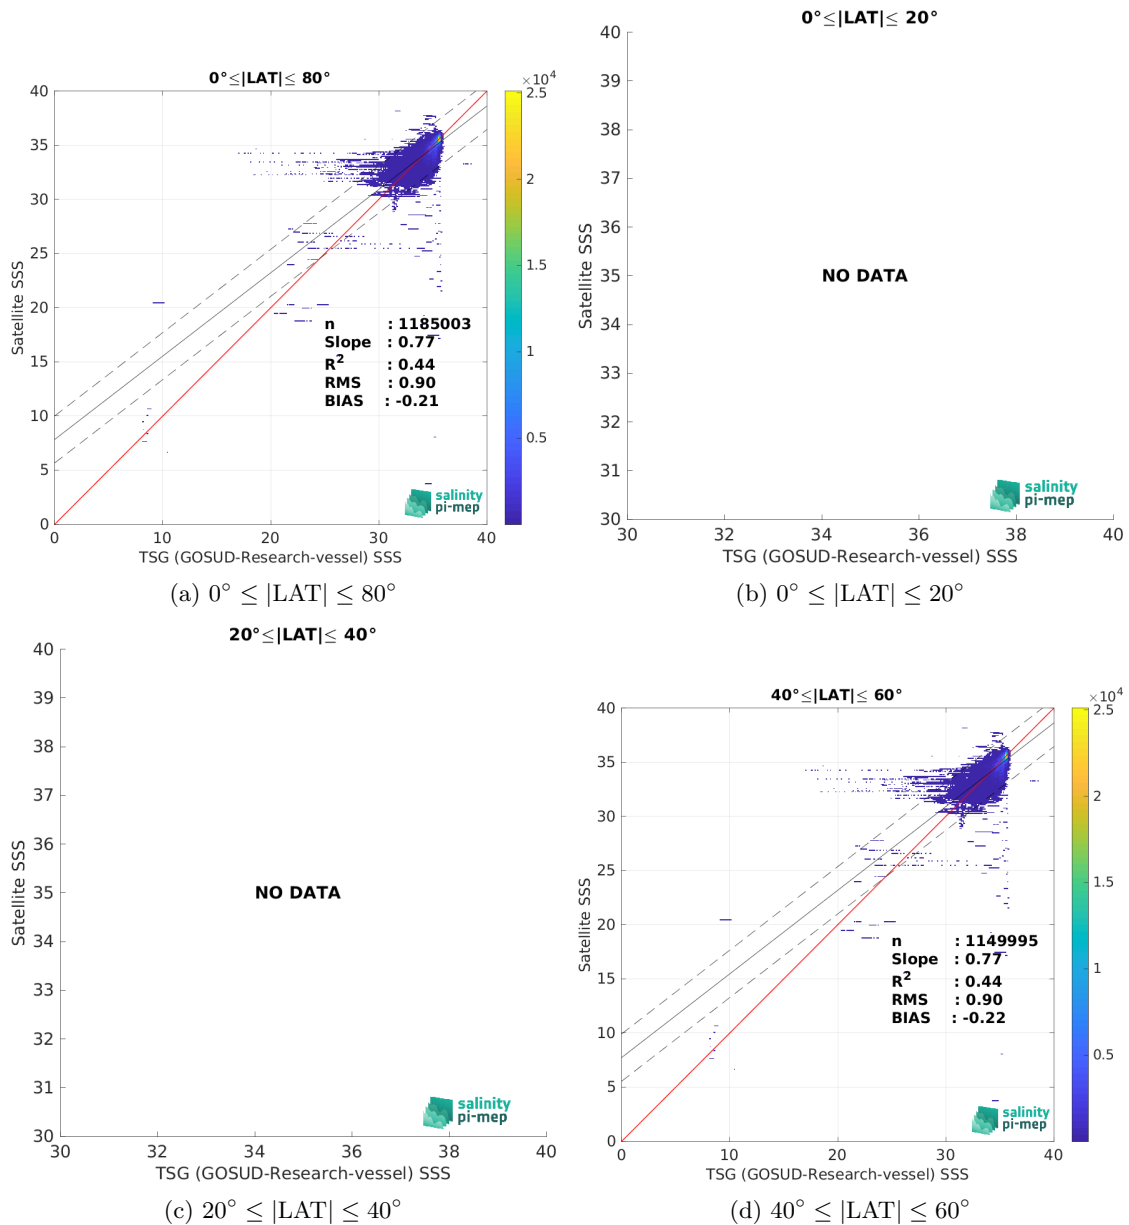 0°≤|LAT|≤ 80°
×10⁴
Satellite SSS
40
35
30
25
20
15
10
5
0
0
10
20
30
40
2.5
2
1.5
1
0.5
n : 1185003
Slope : 0.77
R² : 0.44
RMS : 0.90
BIAS : -0.21
salinity
pi-mep
TSG (GOSUD-Research-vessel) SSS
(a) 0° ≤ |LAT| ≤ 80°
0°≤|LAT|≤ 20°
Satellite SSS
40
39
38
37
36
35
34
33
32
31
30
NO DATA
salinity
pi-mep
30
32
34
36
38
40
TSG (GOSUD-Research-vessel) SSS
(b) 0° ≤ |LAT| ≤ 20°
20°≤|LAT|≤ 40°
Satellite SSS
40
39
38
37
36
35
34
33
32
31
30
NO DATA
salinity
pi-mep
30
32
34
36
38
40
TSG (GOSUD-Research-vessel) SSS
(c) 20° ≤ |LAT| ≤ 40°
40°≤|LAT|≤ 60°
×10⁴
Satellite SSS
40
35
30
25
20
15
10
5
0
0
10
20
30
40
2.5
2
1.5
1
0.5
n : 1149995
Slope : 0.77
R² : 0.44
RMS : 0.90
BIAS : -0.22
salinity
pi-mep
TSG (GOSUD-Research-vessel) SSS
(d) 40° ≤ |LAT| ≤ 60°